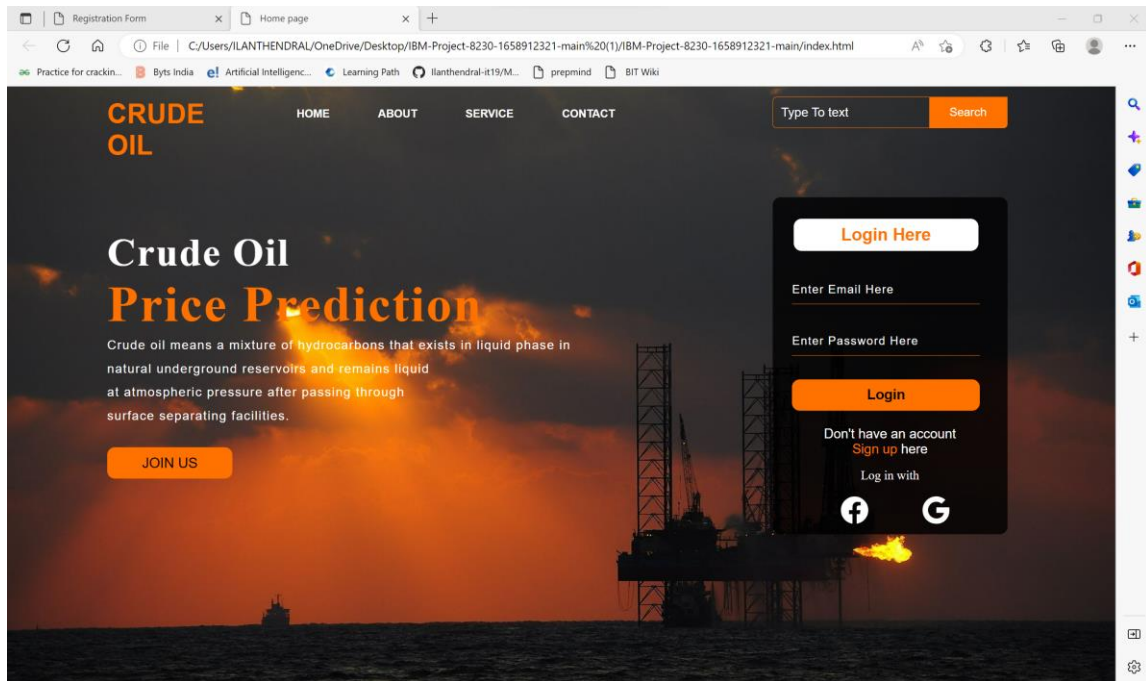 Registration Form
Home page
File
C:/Users/ILANTHENDRAL/OneDrive/Desktop/IBM-Project-8230-1658912321-main%20(1)/IBM-Project-8230-1658912321-main/index.html
Practice for crackin...
Byts India
Artificial Intelligenc...
Learning Path
Ilanthendral-it19/M...
prepmind
BIT Wiki
CRUDE
OIL
HOME ABOUT SERVICE CONTACT
Type To text
Search
Crude Oil
Price Prediction
Crude oil means a mixture of hydrocarbons that exists in liquid phase in
natural underground reservoirs and remains liquid
at atmospheric pressure after passing through
surface separating facilities.
JOIN US
Login Here
Enter Email Here
Enter Password Here
Login
Don't have an account
Sign up here
Log in with